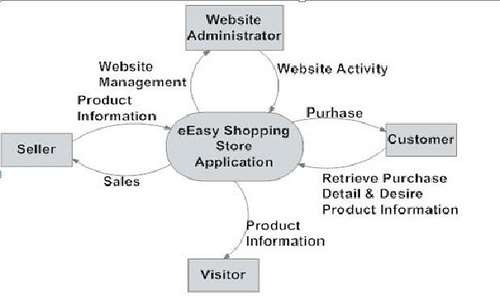 Website
Administrator
Website
Management
Website Activity
Product
Information
Purhase
eEasy Shopping
Store
Application
Seller
Customer
Sales
Retrieve Purchase
Detail & Desire
Product Information
Product
Information
Visitor